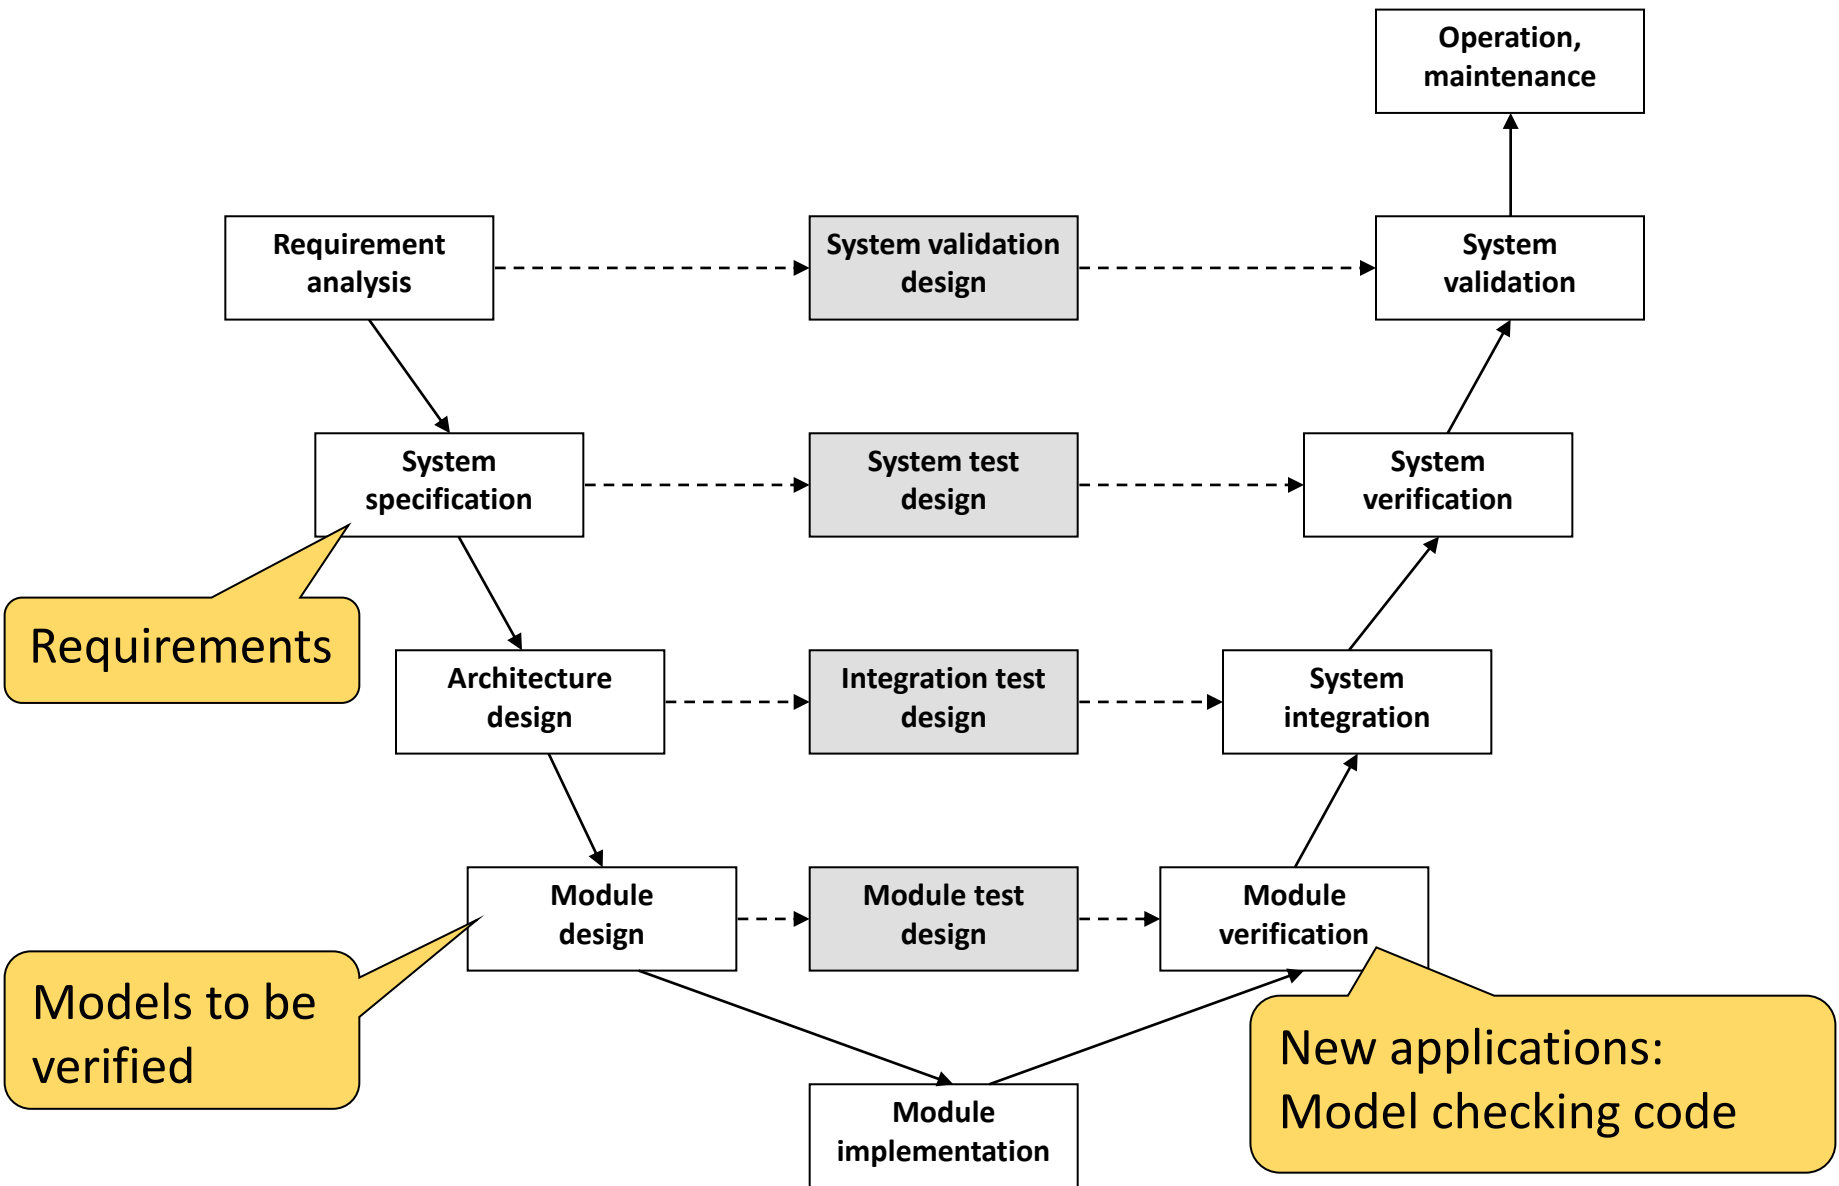 Operation,
maintenance
Requirement
analysis
System validation
design
System
validation
System
specification
System test
design
System
verification
Requirements
Architecture
design
Integration test
design
System
integration
Module
design
Module test
design
Module
verification
Models to be
verified
New applications:
Model checking code
Module
implementation